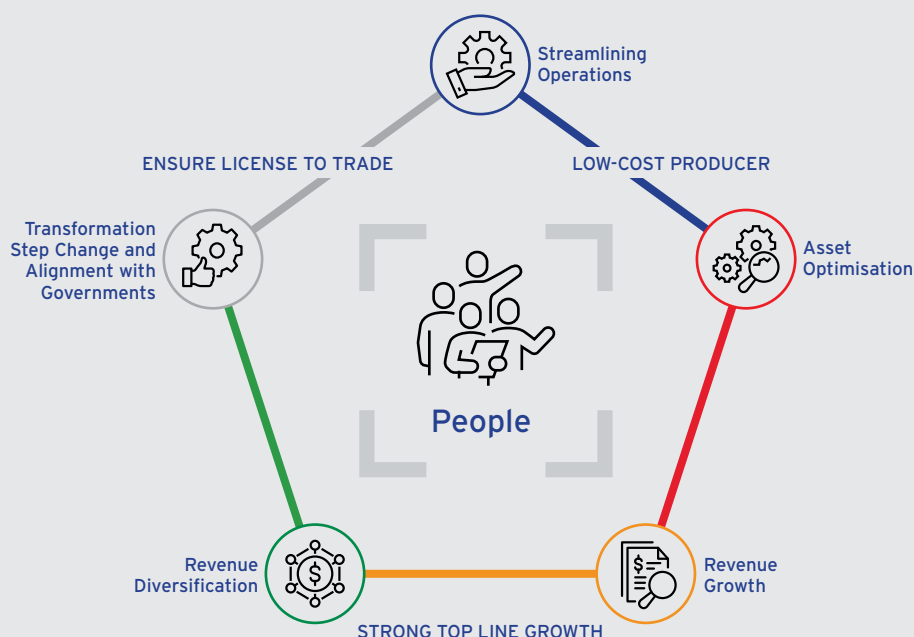 Streamlining
Operations
ENSURE LICENSE TO TRADE
LOW-COST PRODUCER
Transformation
Step Change and
Alignment with
Governments
Asset
Optimisation
People
Revenue
Diversification
$
$
Revenue
Growth
STRONG TOP LINE GROWTH